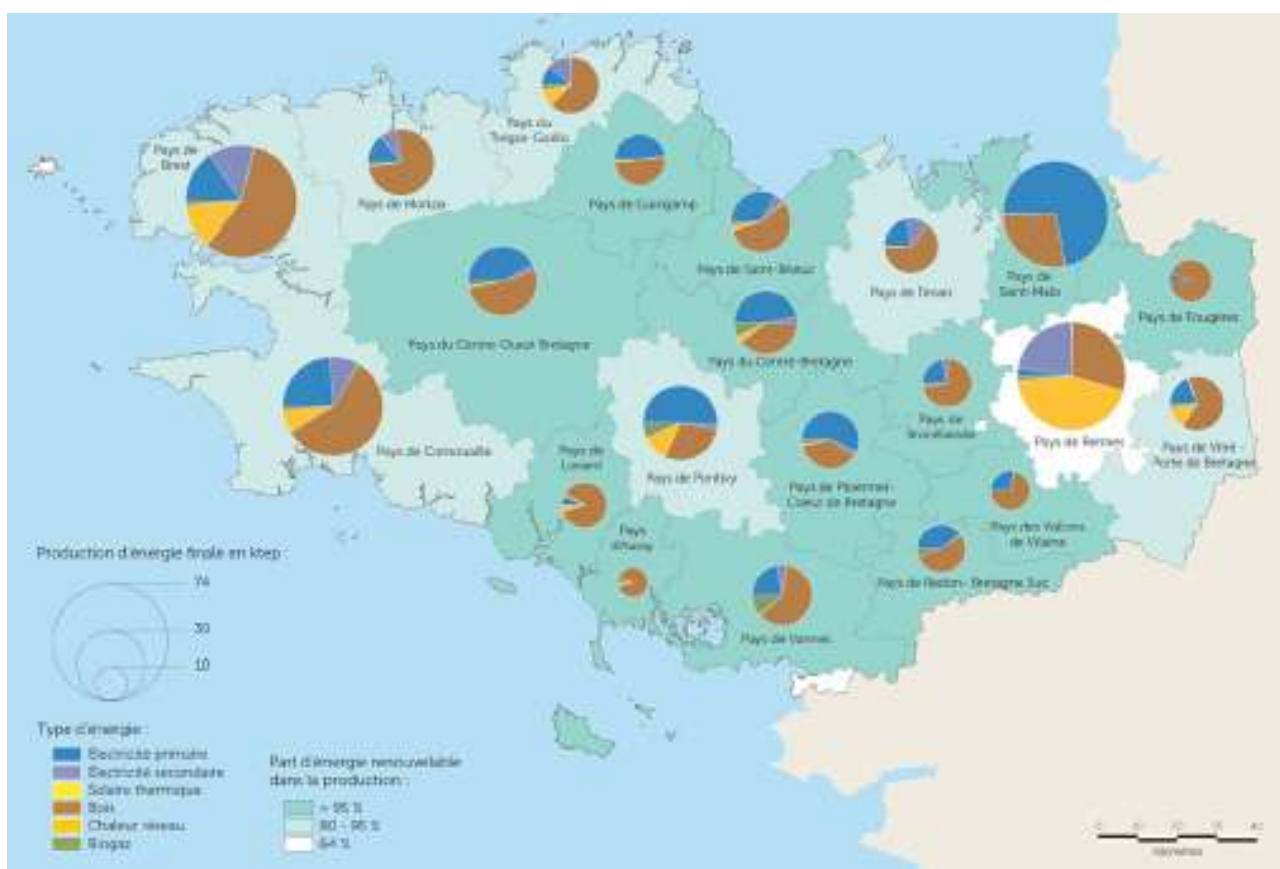 Pays du
Trégor-Goëlo
Pays de
Brest
Pays de Morlaix
Pays de Guingamp
Pays de Saint-Brieuc
Pays de Dinan
Pays de
Saint-Malo
Pays de Fougères
Pays du Centre-Ouest Bretagne
Pays du Centre-Bretagne
Pays de
Brocéliande
Pays de Rennes
Pays de Vitré -
Porte de Bretagne
Pays de Cornouaille
Pays de
Lorient
Pays de Pontivy
Pays de Ploërmel -
Coeur de Bretagne
Pays
d'Auray
Pays des Vallons
de Vilaine
Pays de Redon - Bretagne Sud
Pays de Vannes
Production d'énergie finale en ktep :
74
30
10
Type d'énergie :
Électricité primaire
Électricité secondaire
Solaire thermique
Bois
Chaleur réseau
Biogaz
Part d'énergie renouvelable
dans la production :
80 - 95 %
64 %
kilomètres